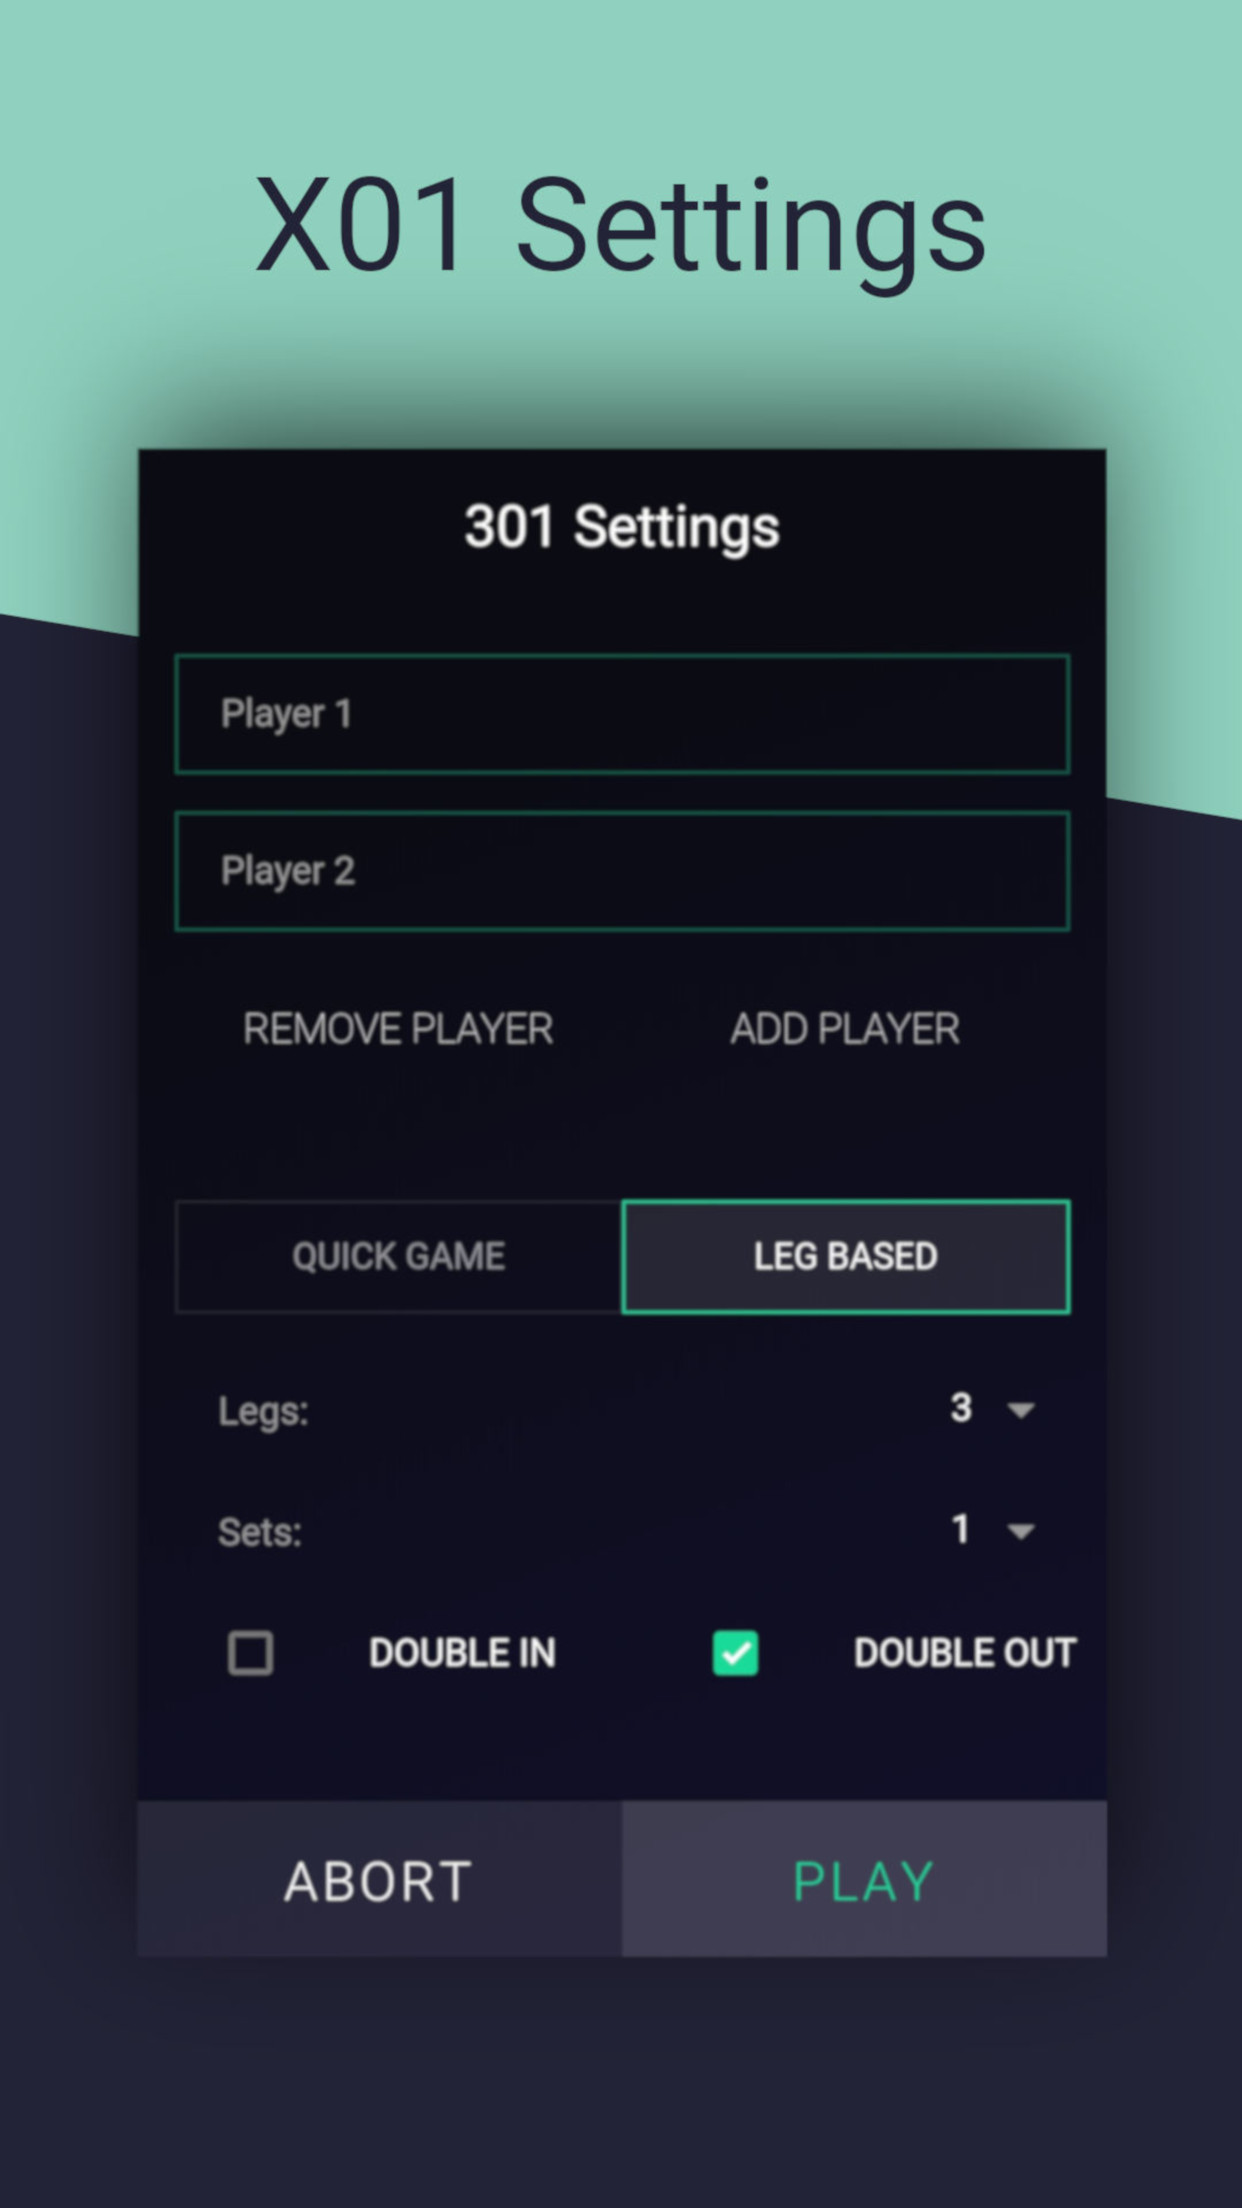 X01 Settings
301 Settings
Player 1
Player 2
REMOVE PLAYER ADD PLAYER
QUICK GAME LEG BASED
Legs: 3
Sets: 1
DOUBLE IN DOUBLE OUT
ABORT PLAY